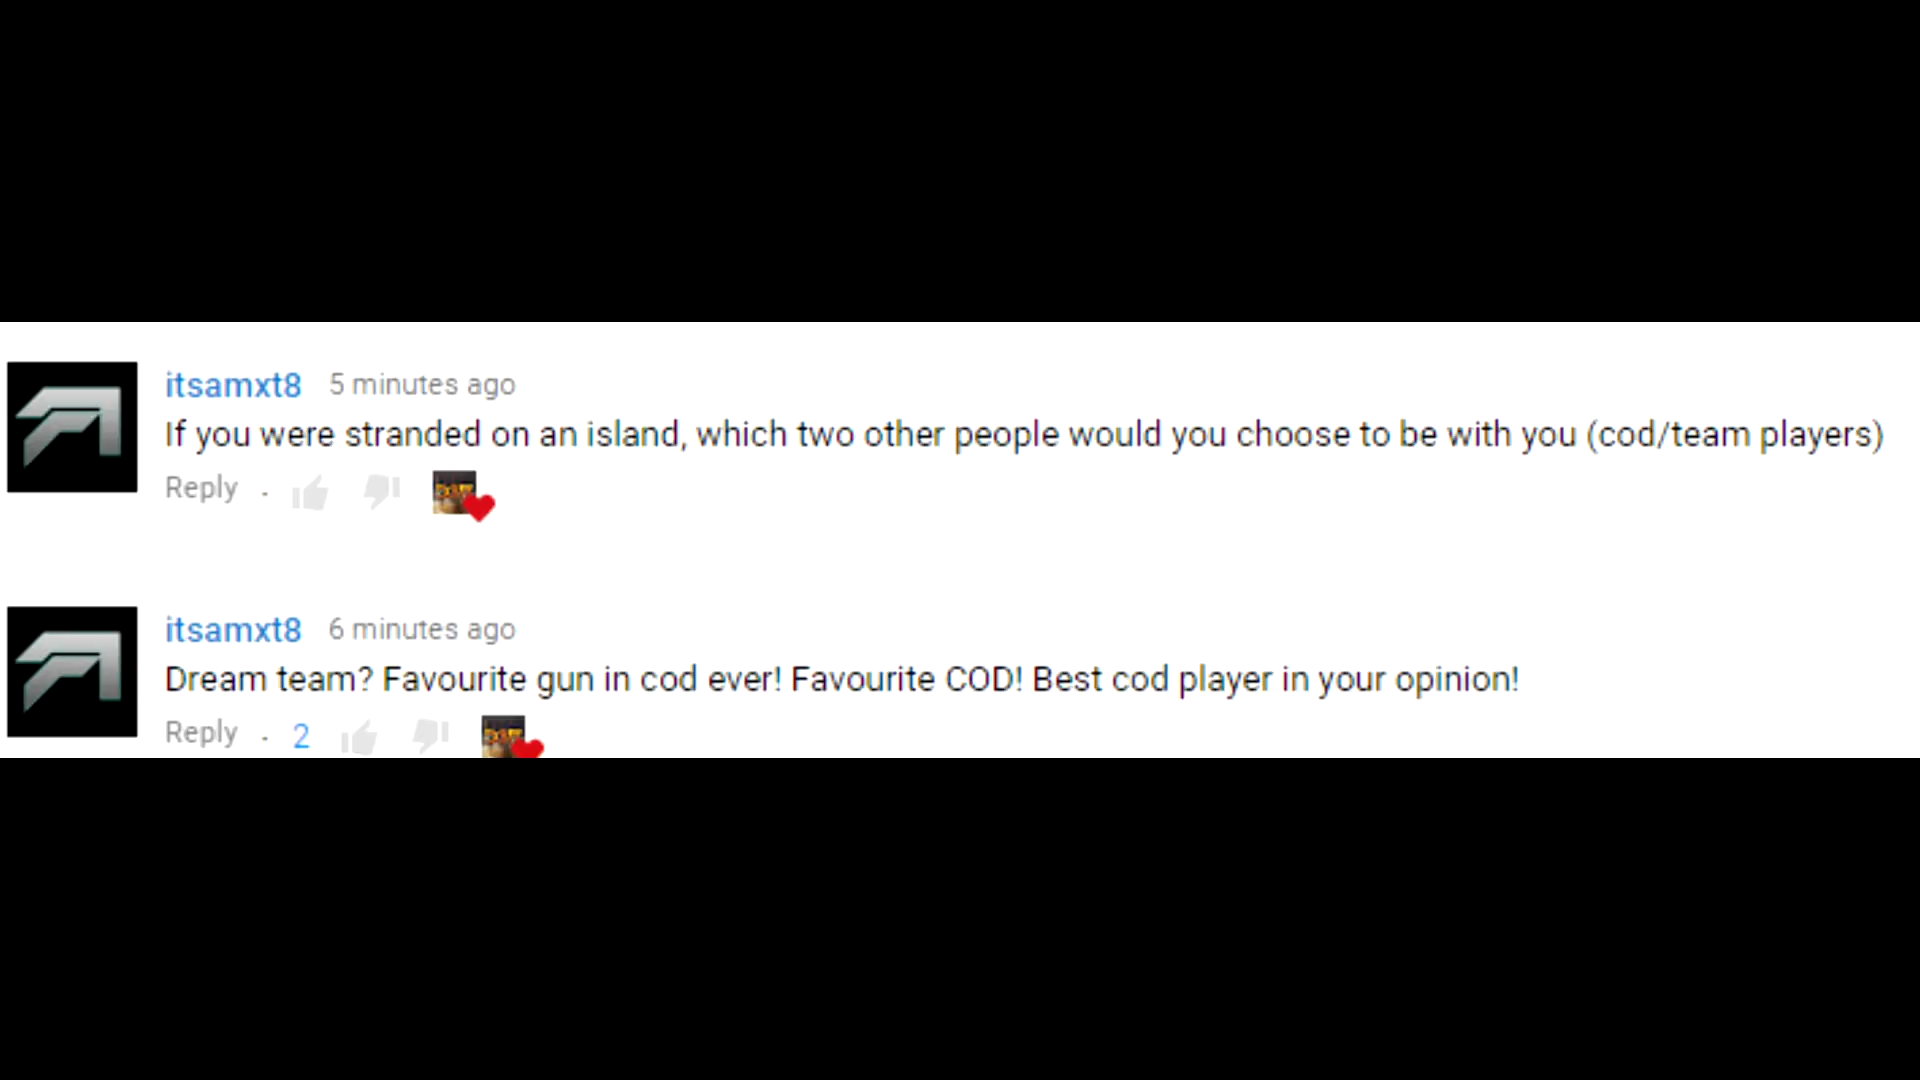 itsamxt8 5 minutes ago
If you were stranded on an island, which two other people would you choose to be with you (cod/team players)
Reply .
itsamxt8 6 minutes ago
Dream team? Favourite gun in cod ever! Favourite COD! Best cod player in your opinion!
Reply . 2